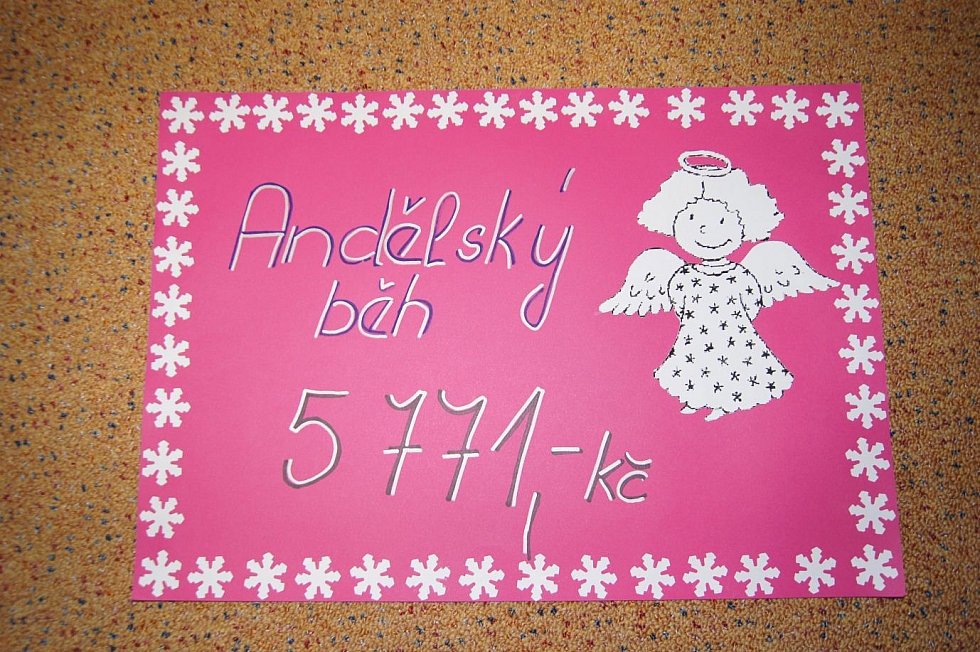 Andělský
běh
5 771,- kč